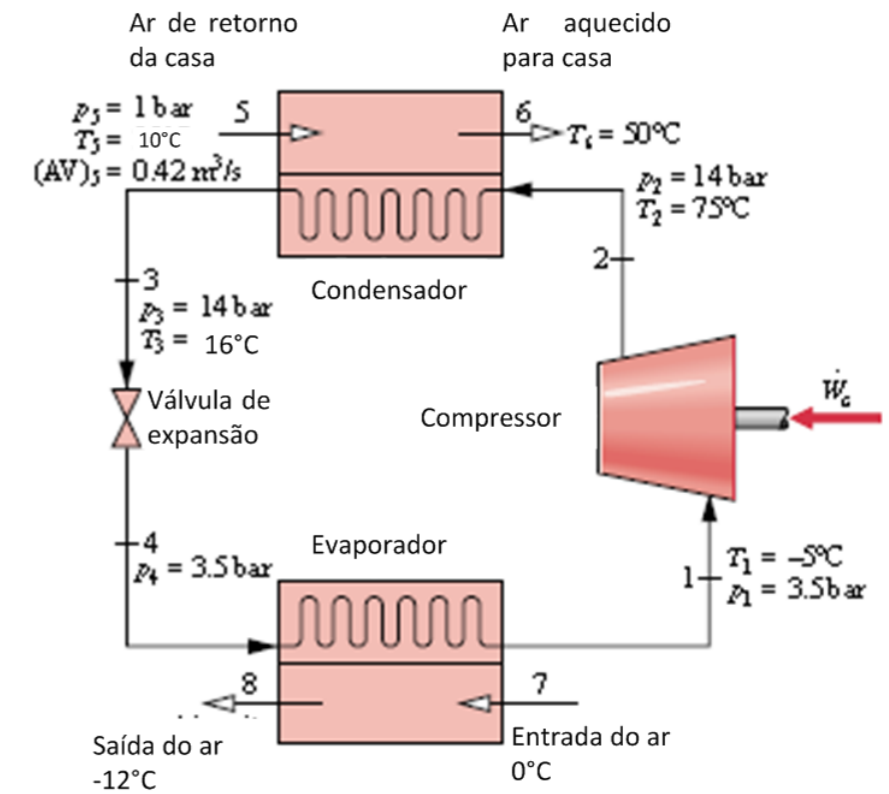 Ar de retorno
da casa
Ar aquecido
para casa
p₅ = 1 bar
T₅ = 10°C
(AV)₅ = 0.42 m³/s
5
6
T₆ = 50°C
p₂ = 14 bar
T₂ = 75°C
2
3
p₃ = 14 bar
T₃ = 16°C
Condensador
Válvula de
expansão
Compressor
Ẇc
4
p₄ = 3.5 bar
Evaporador
1
T₁ = –5°C
p₁ = 3.5 bar
8
7
Saída do ar
-12°C
Entrada do ar
0°C